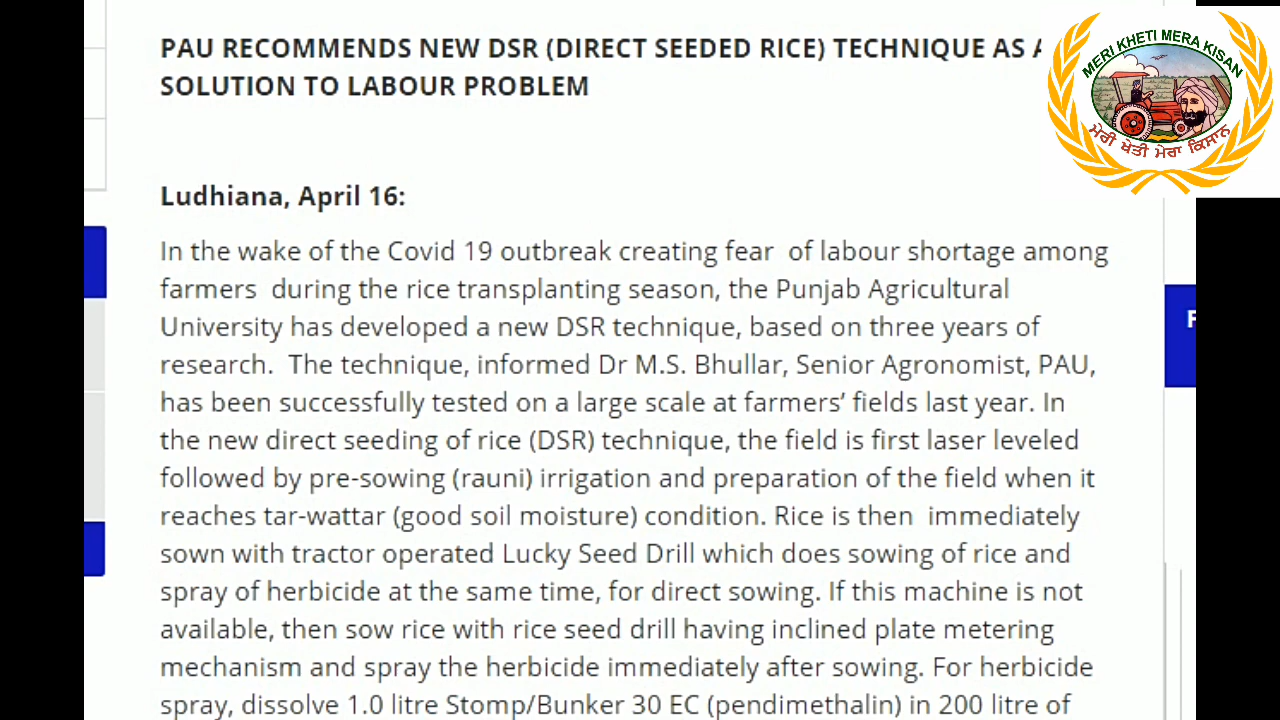 PAU RECOMMENDS NEW DSR (DIRECT SEEDED RICE) TECHNIQUE AS A
SOLUTION TO LABOUR PROBLEM
MERI KHETI MERA KISAN
ਮੇਰੀ ਖੇਤੀ ਮੇਰਾ ਕਿਸਾਨ
Ludhiana, April 16:
In the wake of the Covid 19 outbreak creating fear of labour shortage among
farmers during the rice transplanting season, the Punjab Agricultural
University has developed a new DSR technique, based on three years of
research. The technique, informed Dr M.S. Bhullar, Senior Agronomist, PAU,
has been successfully tested on a large scale at farmers’ fields last year. In
the new direct seeding of rice (DSR) technique, the field is first laser leveled
followed by pre-sowing (rauni) irrigation and preparation of the field when it
reaches tar-wattar (good soil moisture) condition. Rice is then immediately
sown with tractor operated Lucky Seed Drill which does sowing of rice and
spray of herbicide at the same time, for direct sowing. If this machine is not
available, then sow rice with rice seed drill having inclined plate metering
mechanism and spray the herbicide immediately after sowing. For herbicide
spray, dissolve 1.0 litre Stomp/Bunker 30 EC (pendimethalin) in 200 litre of